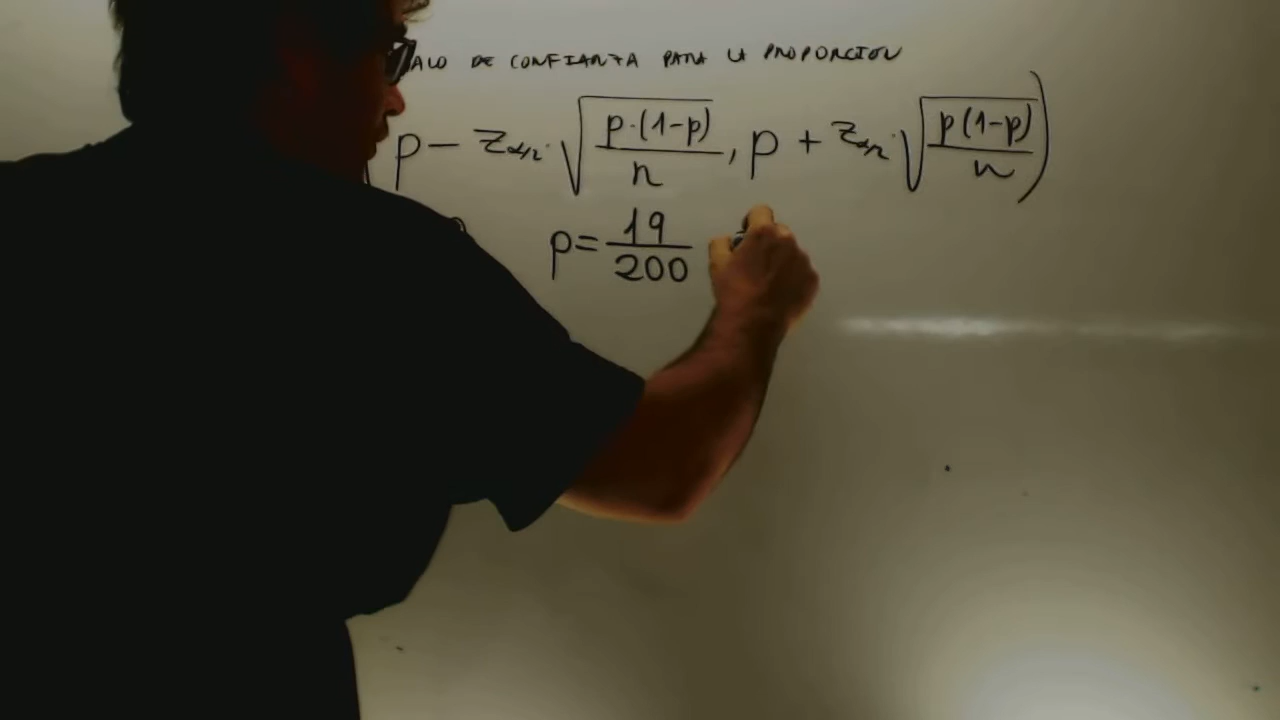 ALO DE CONFIANZA PARA LA PROPORCION
p - z_{α/2} · √(p·(1-p)/n), p + z_{α/2} · √(p(1-p)/n))
p = 19/200